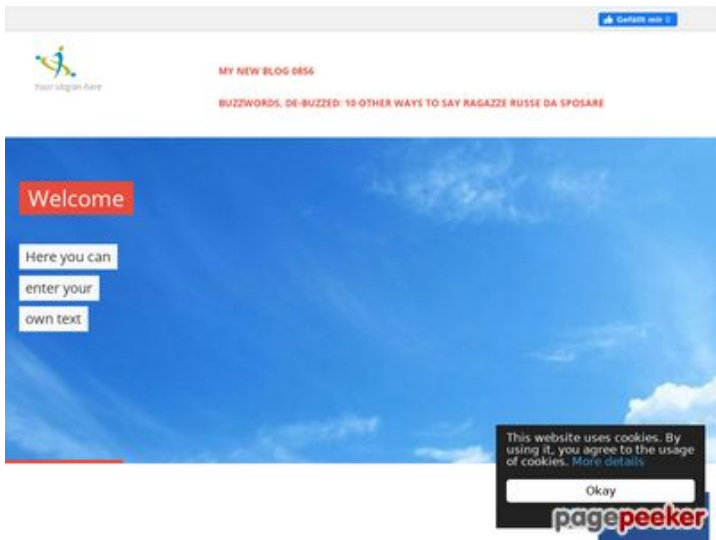 Gefällt mir 0
Your slogan here
MY NEW BLOG 0856
BUZZWORDS, DE-BUZZED: 10 OTHER WAYS TO SAY RAGAZZE RUSSE DA SPOSARE
Welcome
Here you can
enter your
own text
This website uses cookies. By
using it, you agree to the usage
of cookies. More details
Okay
pagepeeker